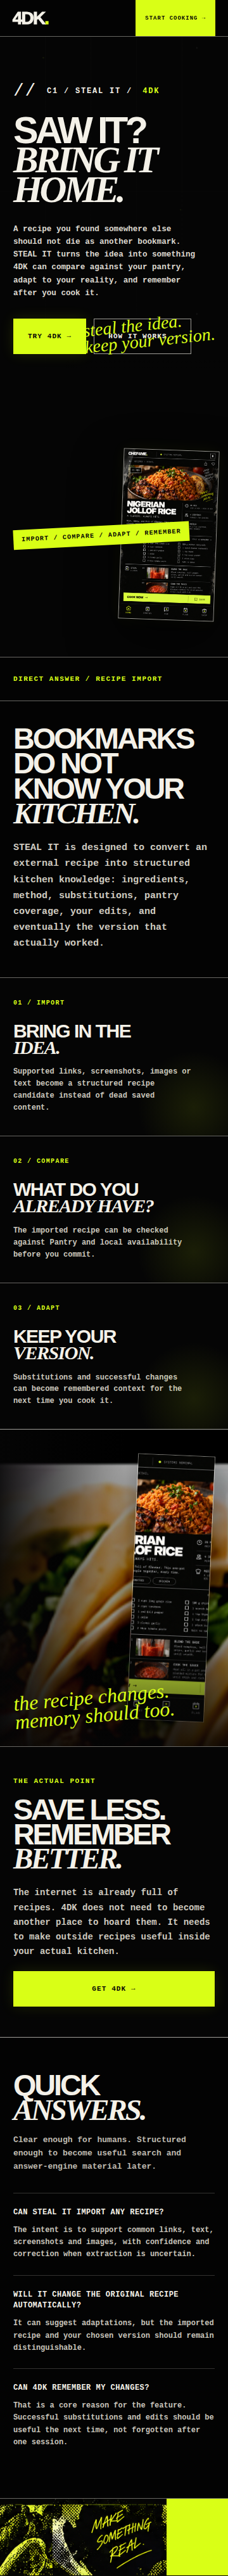 4DK.
START COOKING →
// C1 / STEAL IT / 4DK
SAW IT?
BRING IT
HOME.
A recipe you found somewhere else
should not die as another bookmark.
STEAL IT turns the idea into something
4DK can compare against your pantry,
adapt to your reality, and remember
after you cook it.
TRY 4DK →
HOW IT WORKS
steal the idea.
keep your version.
NIGERIAN
JOLLOF RICE
IMPORT / COMPARE / ADAPT / REMEMBER
DIRECT ANSWER / RECIPE IMPORT
BOOKMARKS
DO NOT
KNOW YOUR
KITCHEN.
STEAL IT is designed to convert an
external recipe into structured
kitchen knowledge: ingredients,
method, substitutions, pantry
coverage, your edits, and
eventually the version that
actually worked.
01 / IMPORT
BRING IN THE
IDEA.
Supported links, screenshots, images or
text become a structured recipe
candidate instead of dead saved
content.
02 / COMPARE
WHAT DO YOU
ALREADY HAVE?
The imported recipe can be checked
against Pantry and local availability
before you commit.
03 / ADAPT
KEEP YOUR
VERSION.
Substitutions and successful changes
can become remembered context for the
next time you cook it.
RIAN
LOF RICE
the recipe changes.
memory should too.
THE ACTUAL POINT
SAVE LESS.
REMEMBER
BETTER.
The internet is already full of
recipes. 4DK does not need to become
another place to hoard them. It needs
to make outside recipes useful inside
your actual kitchen.
GET 4DK →
QUICK
ANSWERS.
Clear enough for humans. Structured
enough to become useful search and
answer-engine material later.
CAN STEAL IT IMPORT ANY RECIPE?
The intent is to support common links, text,
screenshots and images, with confidence and
correction when extraction is uncertain.
WILL IT CHANGE THE ORIGINAL RECIPE
AUTOMATICALLY?
It can suggest adaptations, but the imported
recipe and your chosen version should remain
distinguishable.
CAN 4DK REMEMBER MY CHANGES?
That is a core reason for the feature.
Successful substitutions and edits should be
useful the next time, not forgotten after
one session.
MAKE
SOMETHING
REAL.